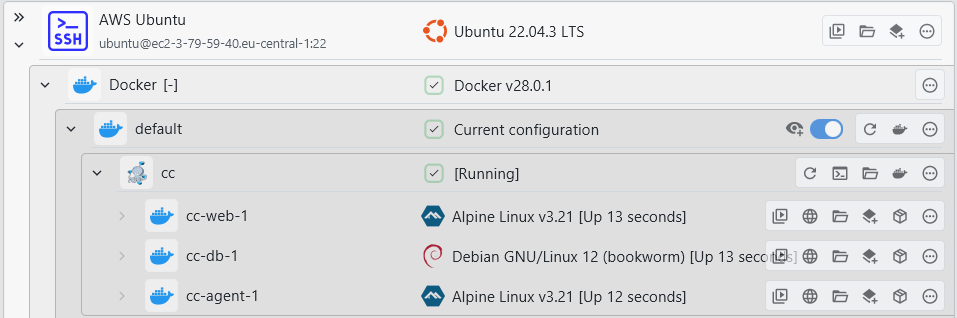 AWS Ubuntu
ubuntu@ec2-3-79-59-40.eu-central-1:22
Ubuntu 22.04.3 LTS
SSH
Docker [-]
Docker v28.0.1
default
Current configuration
cc
[Running]
cc-web-1
Alpine Linux v3.21 [Up 13 seconds]
cc-db-1
Debian GNU/Linux 12 (bookworm) [Up 13 seconds]
cc-agent-1
Alpine Linux v3.21 [Up 12 seconds]